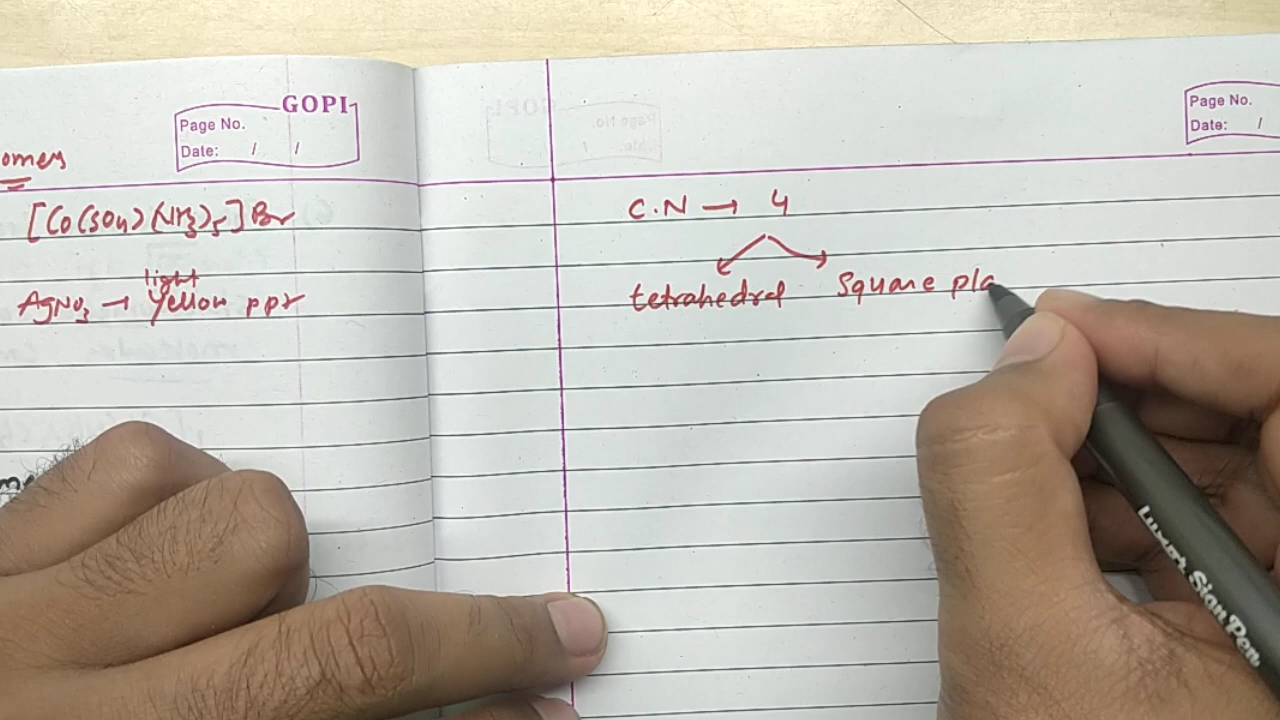 GOPI
Page No.
Date: / /
omers
[Co(SO4)(NH3)5]Br
light
AgNO3 → Yellow ppt
C.N → 4
tetrahedral Square pla
Page No.
Date: /
Luxor Sign Pen